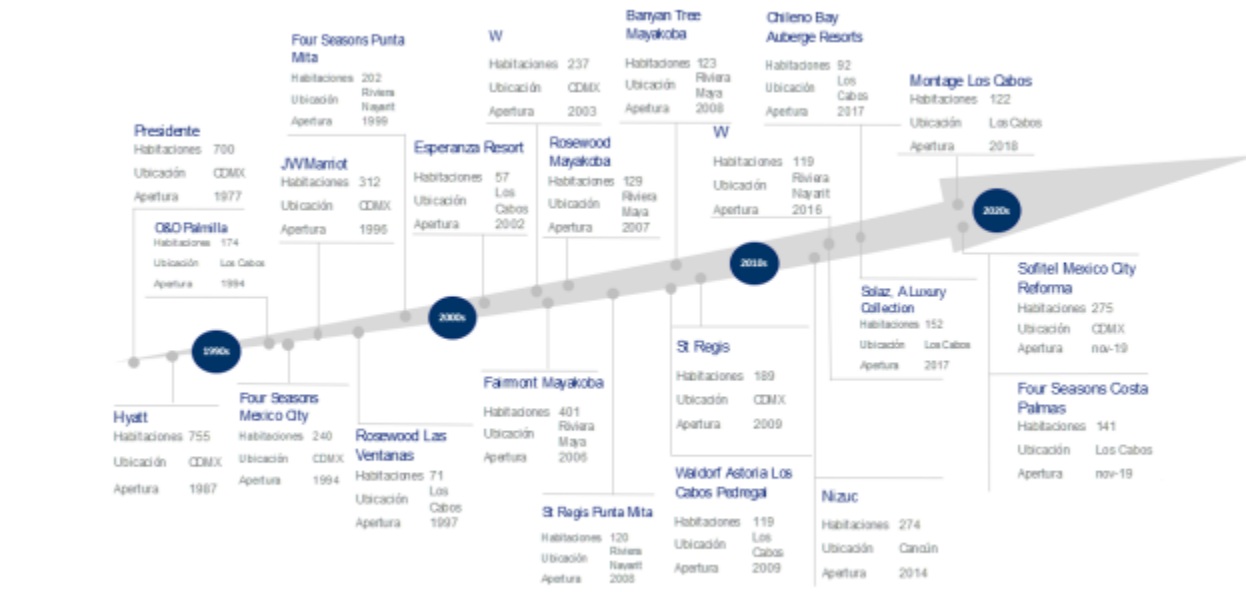 Presidente
Habitaciones 700
Ubicación CDMX
Apertura 1977
O&O Palmilla
Habitaciones 174
Ubicación Los Cabos
Apertura 1994
Four Seasons Punta
Mita
Habitaciones 202
Ubicación Riviera
Nayarit
Apertura 1999
JW Marriot
Habitaciones 312
Ubicación CDMX
Apertura 1996
W
Habitaciones 237
Ubicación CDMX
Apertura 2003
Esperanza Resort
Habitaciones 57
Ubicación Los
Cabos
Apertura 2002
Rosewood
Mayakoba
Habitaciones 129
Ubicación Riviera
Maya
Apertura 2007
Banyan Tree
Mayakoba
Habitaciones 123
Ubicación Riviera
Maya
Apertura 2008
W
Habitaciones 119
Ubicación Riviera
Nayarit
Apertura 2016
Chileno Bay
Auberge Resorts
Habitaciones 92
Ubicación Los
Cabos
Apertura 2017
Montage Los Cabos
Habitaciones 122
Ubicación Los Cabos
Apertura 2018
1990s
2000s
2010s
2020s
Hyatt
Habitaciones 755
Ubicación CDMX
Apertura 1987
Four Seasons
Mexico City
Habitaciones 240
Ubicación CDMX
Apertura 1994
Rosewood Las
Ventanas
Habitaciones 71
Ubicación Los
Cabos
Apertura 1997
Fairmont Mayakoba
Habitaciones 401
Ubicación Riviera
Maya
Apertura 2006
St Regis Punta Mita
Habitaciones 120
Ubicación Riviera
Nayarit
Apertura 2008
St Regis
Habitaciones 189
Ubicación CDMX
Apertura 2009
Waldorf Astoria Los
Cabos Pedregal
Habitaciones 119
Ubicación Los
Cabos
Apertura 2009
Solaz, A Luxury
Collection
Habitaciones 152
Ubicación Los Cabos
Apertura 2017
Nizuc
Habitaciones 274
Ubicación Cancún
Apertura 2014
Sofitel Mexico City
Reforma
Habitaciones 275
Ubicación CDMX
Apertura nov-19
Four Seasons Costa
Palmas
Habitaciones 141
Ubicación Los Cabos
Apertura nov-19